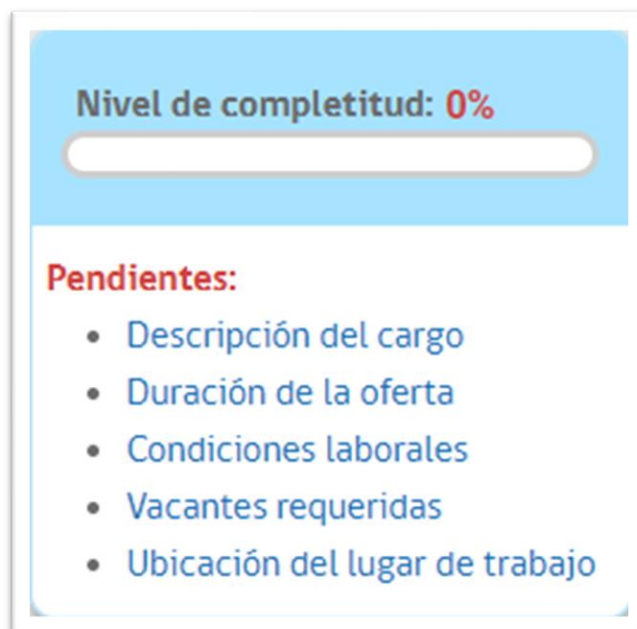 Nivel de completitud: 0%
Pendientes:
• Descripción del cargo
• Duración de la oferta
• Condiciones laborales
• Vacantes requeridas
• Ubicación del lugar de trabajo